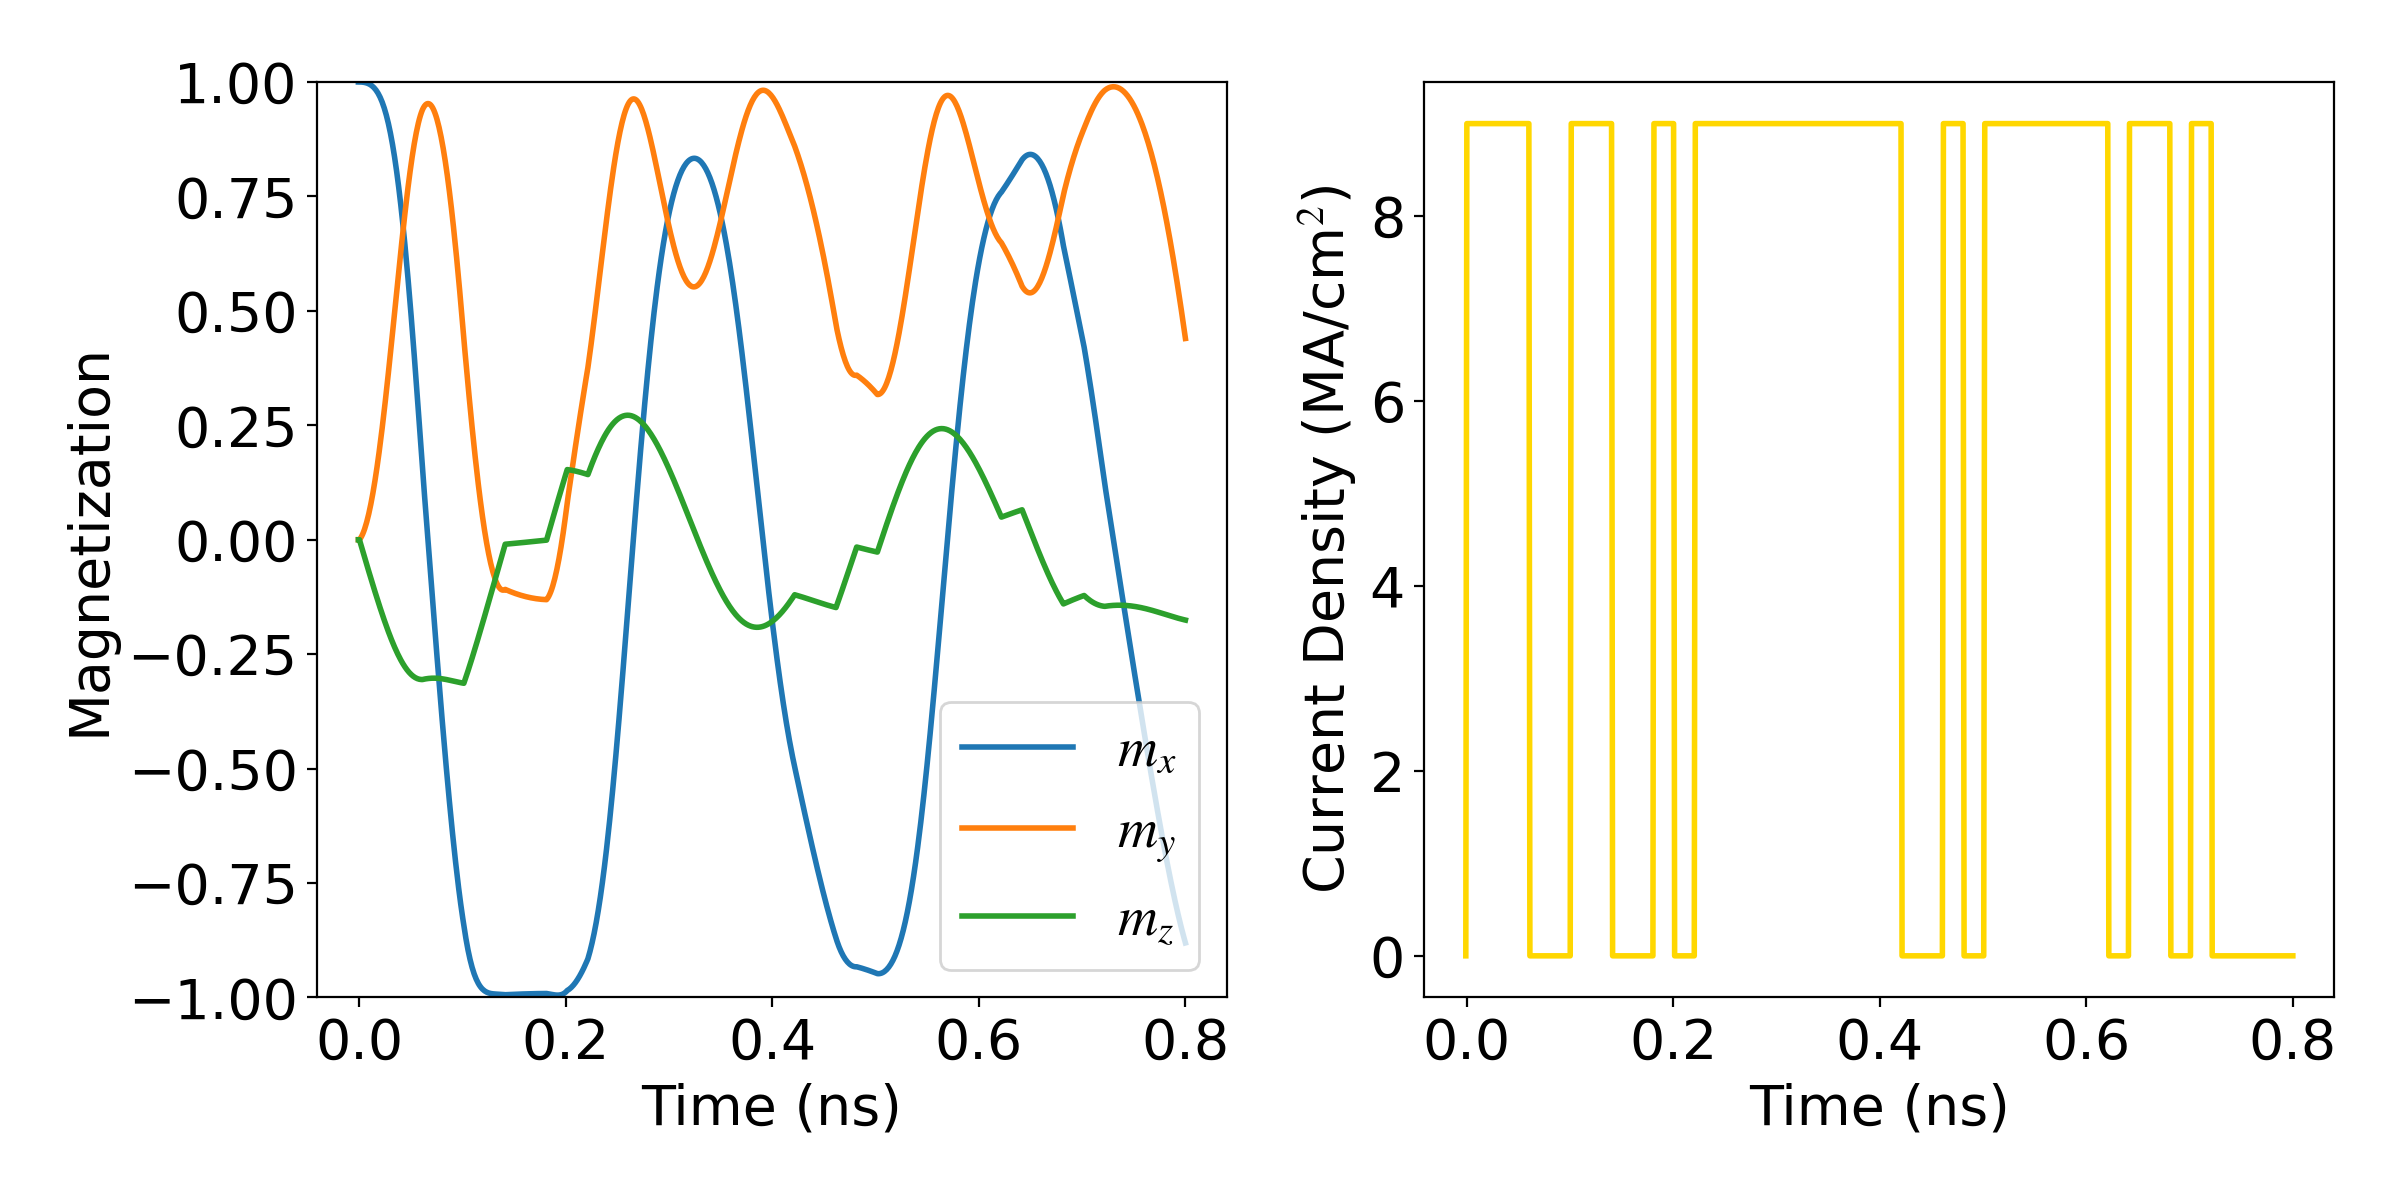 Magnetization
1.00
0.75
0.50
0.25
0.00
−0.25
−0.50
−0.75
−1.00
0.0 0.2 0.4 0.6 0.8
Time (ns)
m_x
m_y
m_z
Current Density (MA/cm²)
8
6
4
2
0
0.0 0.2 0.4 0.6 0.8
Time (ns)